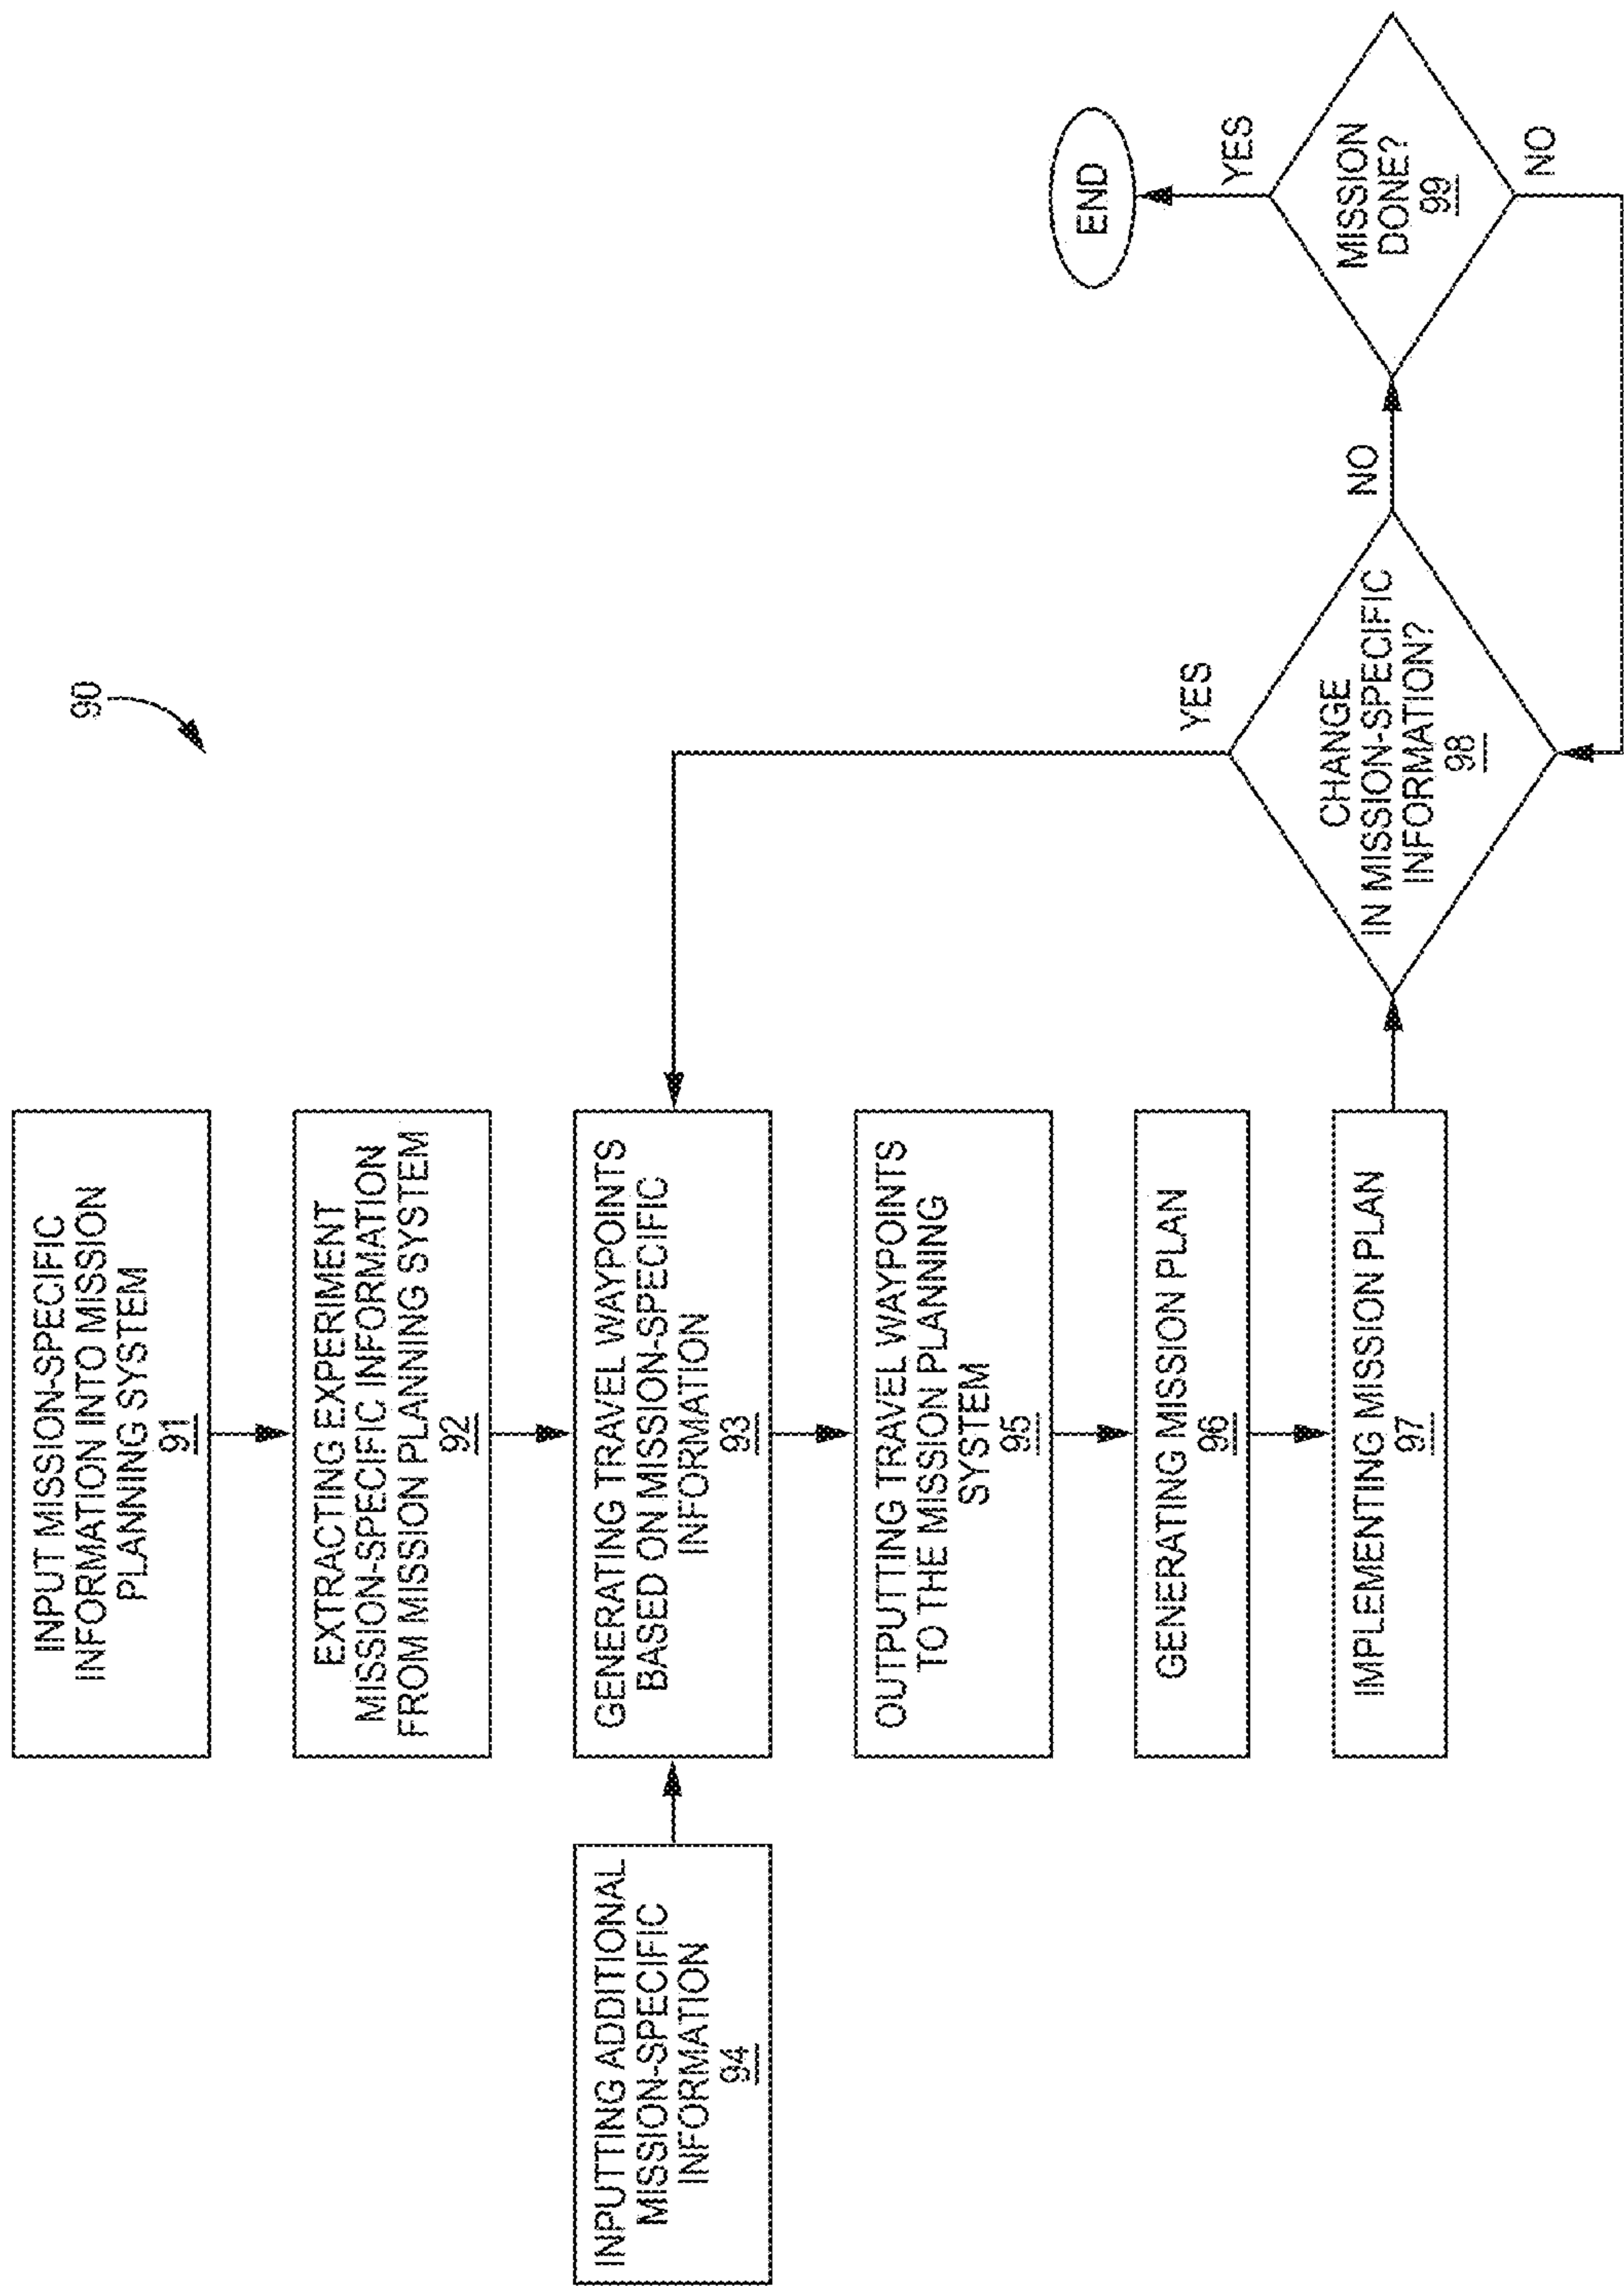 90
INPUT MISSION-SPECIFIC
INFORMATION INTO MISSION
PLANNING SYSTEM
91
EXTRACTING EXPERIMENT
MISSION-SPECIFIC INFORMATION
FROM MISSION PLANNING SYSTEM
92
INPUTTING ADDITIONAL
MISSION-SPECIFIC
INFORMATION
94
GENERATING TRAVEL WAYPOINTS
BASED ON MISSION-SPECIFIC
INFORMATION
93
OUTPUTTING TRAVEL WAYPOINTS
TO THE MISSION PLANNING
SYSTEM
95
GENERATING MISSION PLAN
96
IMPLEMENTING MISSION PLAN
97
YES
CHANGE
IN MISSION-SPECIFIC
INFORMATION?
98
NO
END
YES
MISSION
DONE?
99
NO